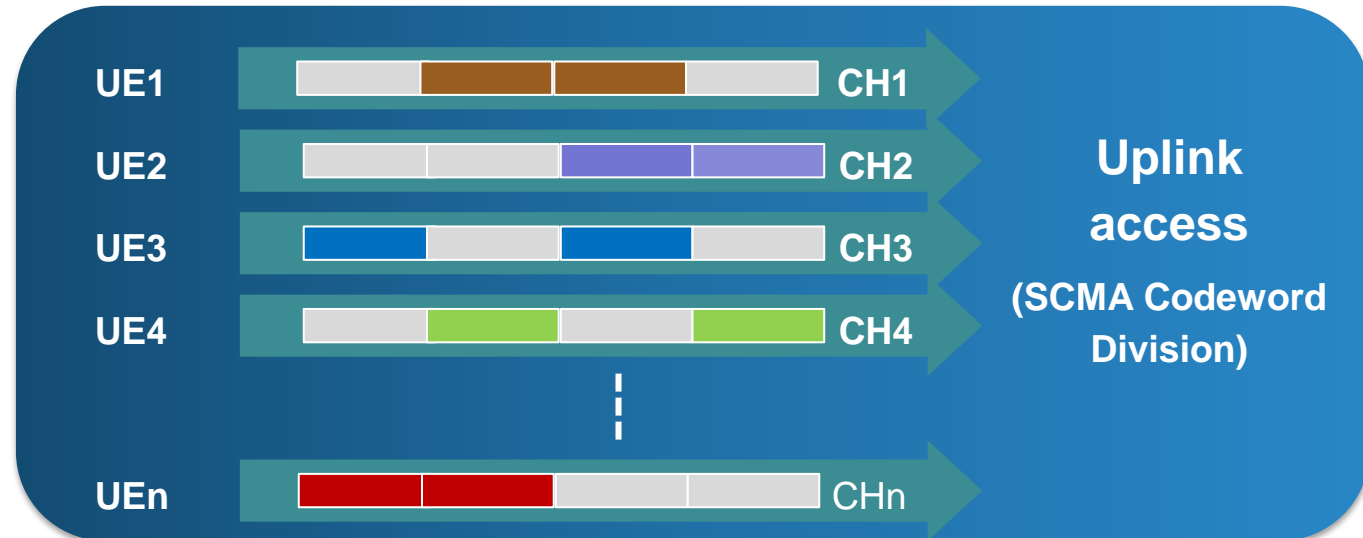 UE1 CH1
UE2 CH2
UE3 CH3
UE4 CH4
UEn CHn
Uplink
access
(SCMA Codeword
Division)